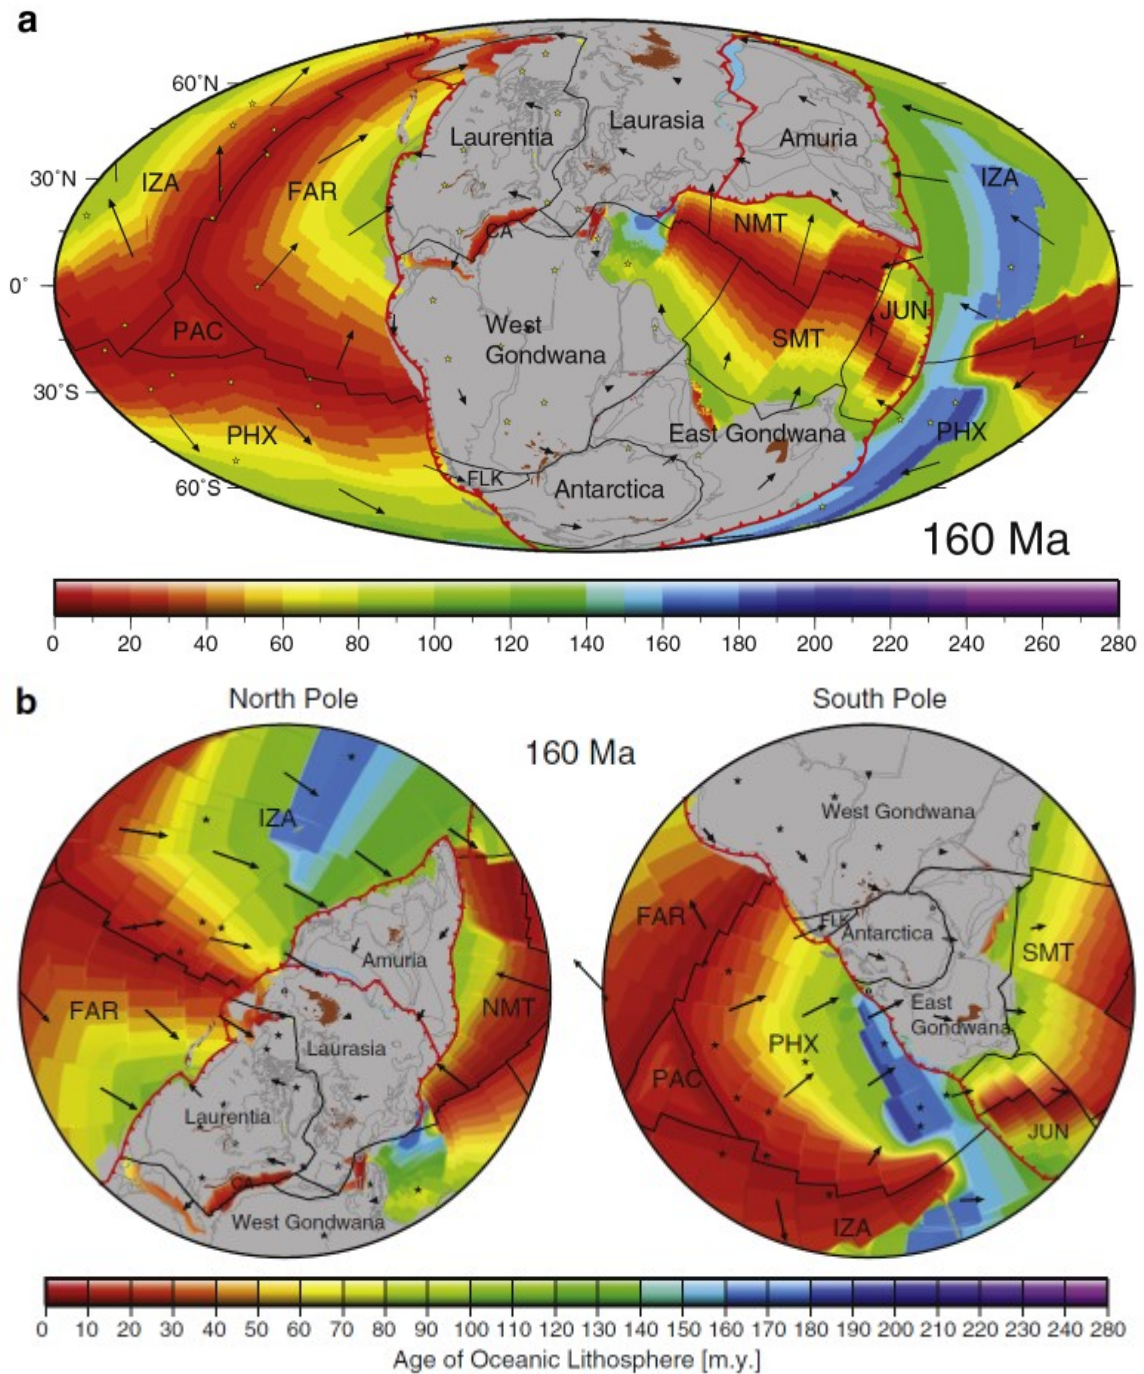 a
60°N
Laurentia
Laurasia
Amuria
30°N
IZA
FAR
IZA
CA
NMT
0°
PAC
JUN
West
Gondwana
SMT
30°S
PHX
East Gondwana
PHX
60°S
FLK
Antarctica
160 Ma
0 20 40 60 80 100 120 140 160 180 200 220 240 260 280
b
North Pole
South Pole
160 Ma
IZA
Amuria
FAR
NMT
Laurasia
Laurentia
CA
West Gondwana
West Gondwana
FAR
FLK
Antarctica
SMT
East
Gondwana
PHX
PAC
JUN
IZA
0 10 20 30 40 50 60 70 80 90 100 110 120 130 140 150 160 170 180 190 200 210 220 230 240 280
Age of Oceanic Lithosphere [m.y.]